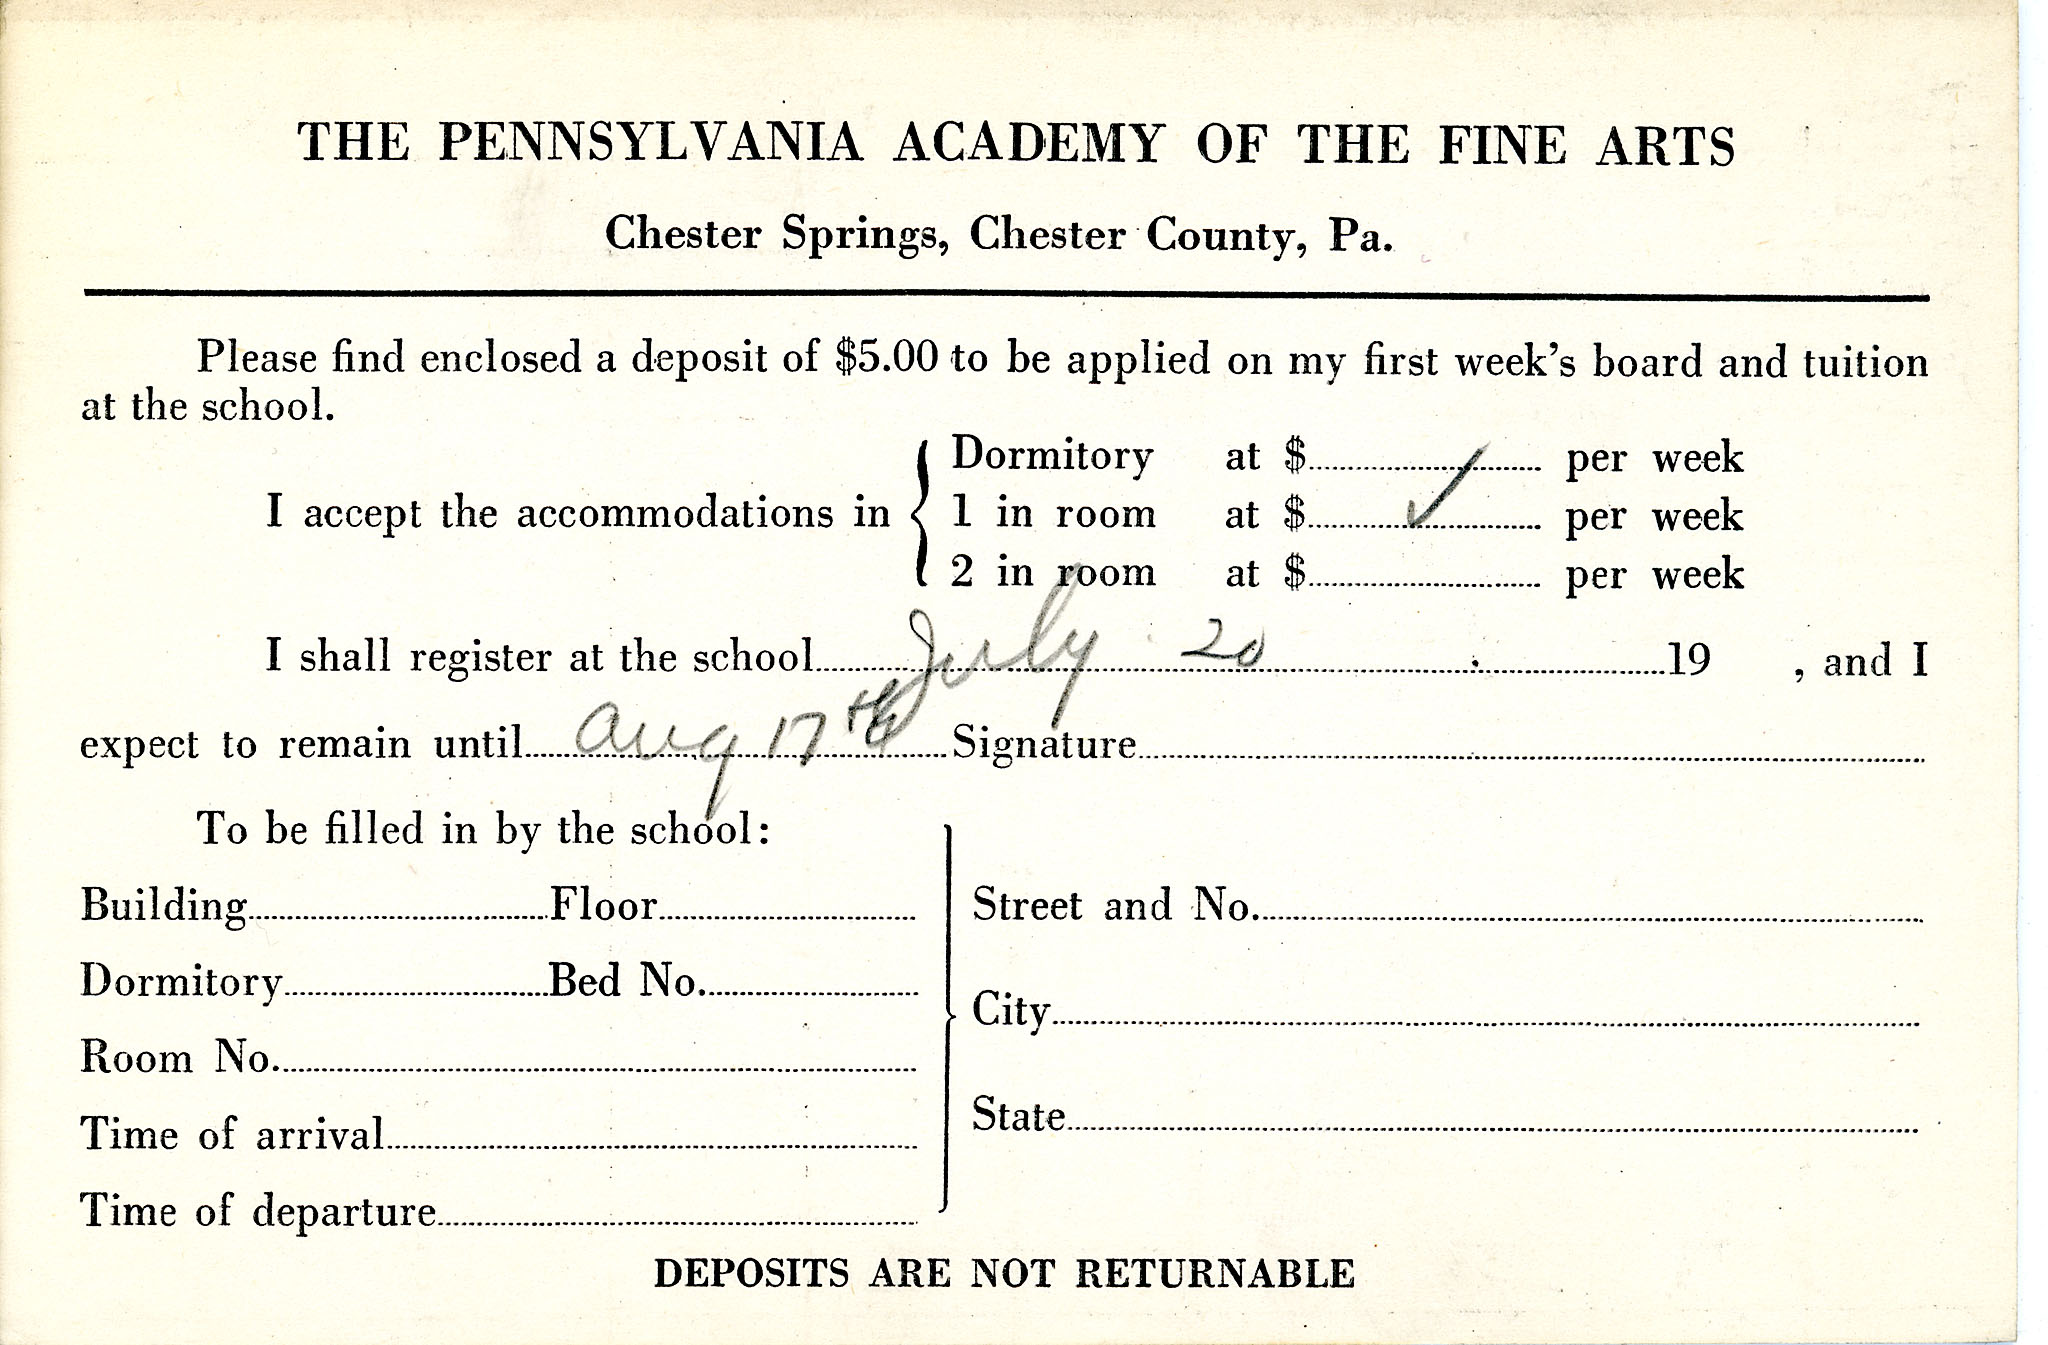 THE PENNSYLVANIA ACADEMY OF THE FINE ARTS
Chester Springs, Chester County, Pa.
Please find enclosed a deposit of $5.00 to be applied on my first week's board and tuition
at the school.
I accept the accommodations in { Dormitory at $ ........ per week
1 in room at $ ....✓.... per week
2 in room at $ ........ per week
I shall register at the school July 20 19 , and I
expect to remain until Aug 17th Signature
To be filled in by the school:
Building Floor
Street and No.
Dormitory Bed No.
City
Room No.
Time of arrival
State
Time of departure
DEPOSITS ARE NOT RETURNABLE